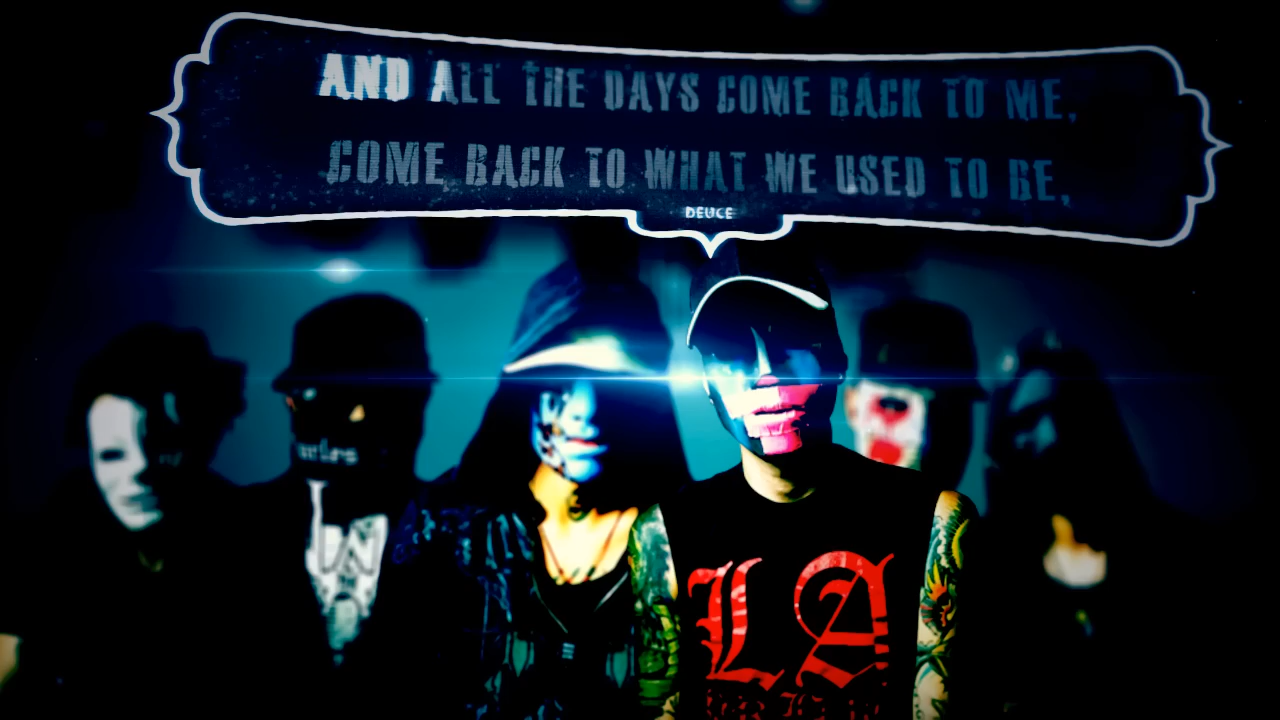 AND ALL THE DAYS COME BACK TO ME,
COME BACK TO WHAT WE USED TO BE,
DEUCE
LA